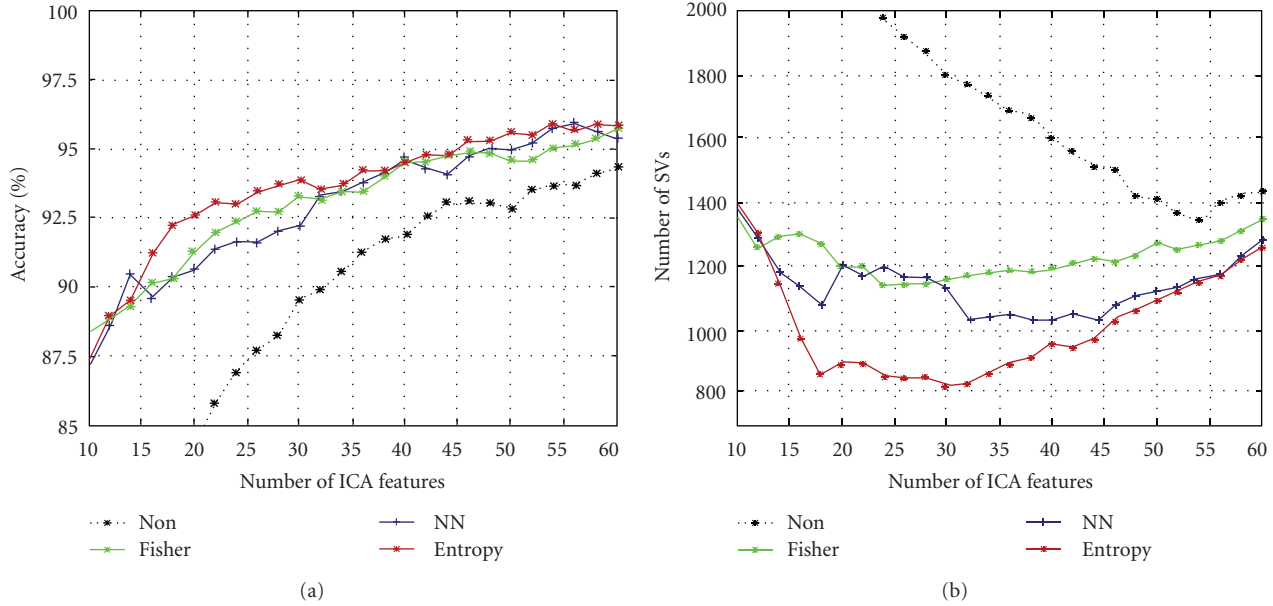 100
97.5
95
92.5
90
87.5
85
Accuracy (%)
10 15 20 25 30 35 40 45 50 55 60
Number of ICA features
Non
Fisher
NN
Entropy
(a)
2000
1800
1600
1400
1200
1000
800
Number of SVs
10 15 20 25 30 35 40 45 50 55 60
Number of ICA features
Non
Fisher
NN
Entropy
(b)